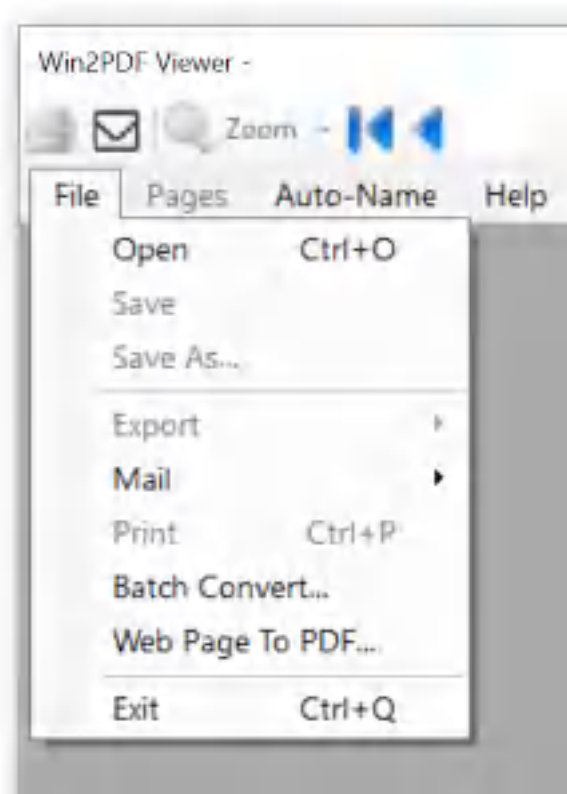 Win2PDF Viewer -
Zoom -
File Pages Auto-Name Help
Open Ctrl+O
Save
Save As...
Export
Mail
Print Ctrl+P
Batch Convert...
Web Page To PDF...
Exit Ctrl+Q